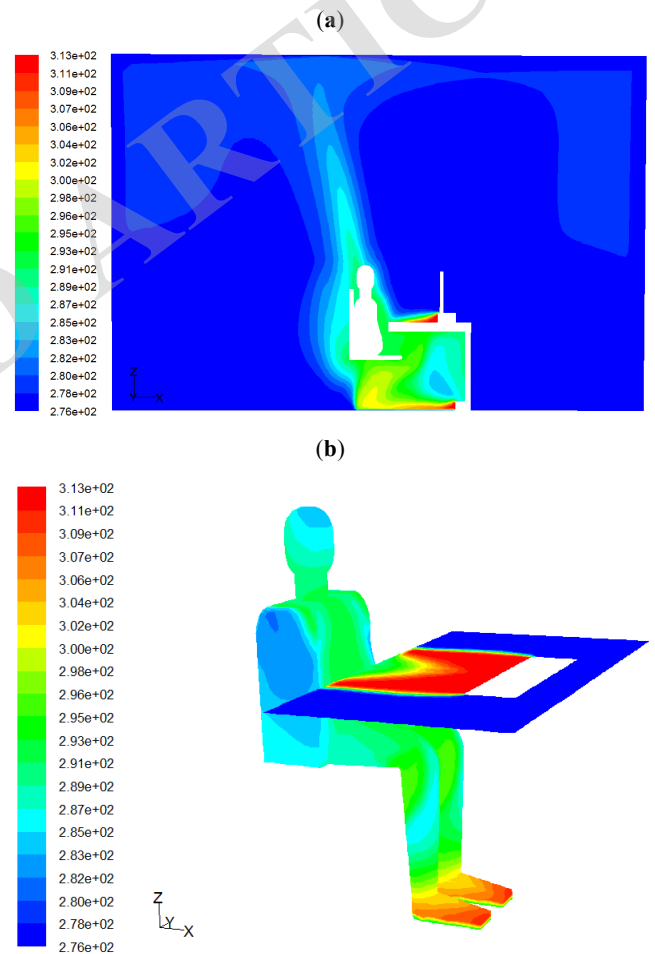 (a)
3.13e+02
3.11e+02
3.09e+02
3.07e+02
3.06e+02
3.04e+02
3.02e+02
3.00e+02
2.98e+02
2.96e+02
2.95e+02
2.93e+02
2.91e+02
2.89e+02
2.87e+02
2.85e+02
2.83e+02
2.82e+02
2.80e+02
2.78e+02
2.76e+02
Z
Y X
(b)
3.13e+02
3.11e+02
3.09e+02
3.07e+02
3.06e+02
3.04e+02
3.02e+02
3.00e+02
2.98e+02
2.96e+02
2.95e+02
2.93e+02
2.91e+02
2.89e+02
2.87e+02
2.85e+02
2.83e+02
2.82e+02
2.80e+02
2.78e+02
2.76e+02
Z
Y
X
D ARTIC